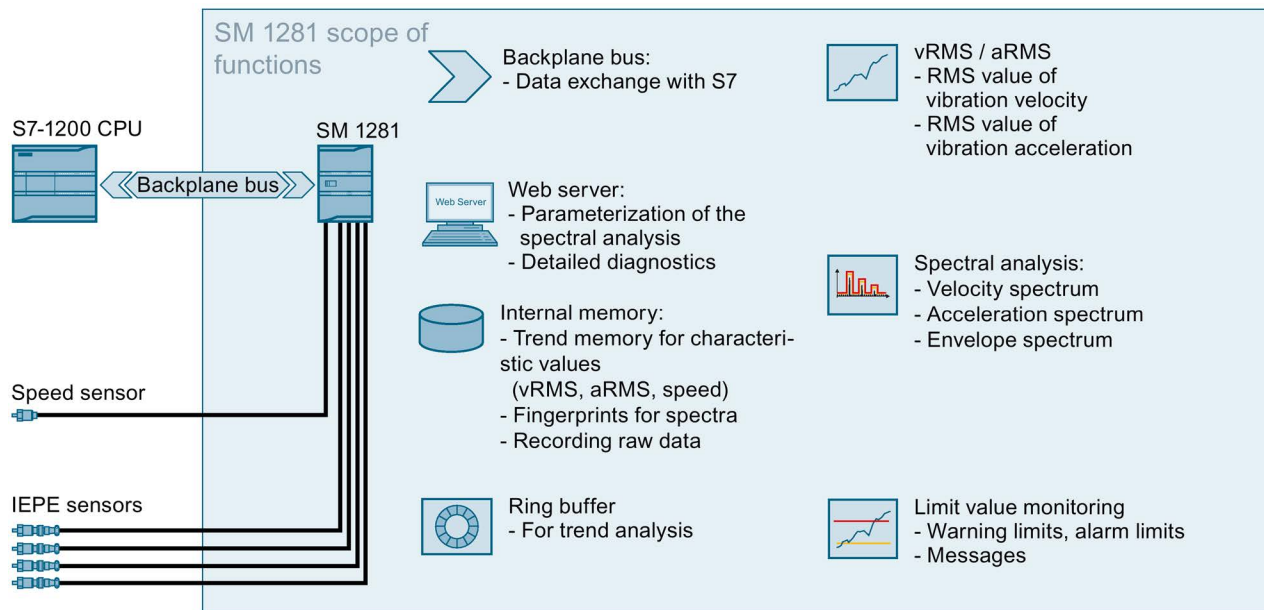 SM 1281 scope of
functions
S7-1200 CPU
SM 1281
Backplane bus
Speed sensor
IEPE sensors
Backplane bus:
- Data exchange with S7
Web Server
Web server:
- Parameterization of the
spectral analysis
- Detailed diagnostics
Internal memory:
- Trend memory for characteri-
stic values
(vRMS, aRMS, speed)
- Fingerprints for spectra
- Recording raw data
Ring buffer
- For trend analysis
vRMS / aRMS
- RMS value of
vibration velocity
- RMS value of
vibration acceleration
Spectral analysis:
- Velocity spectrum
- Acceleration spectrum
- Envelope spectrum
Limit value monitoring
- Warning limits, alarm limits
- Messages